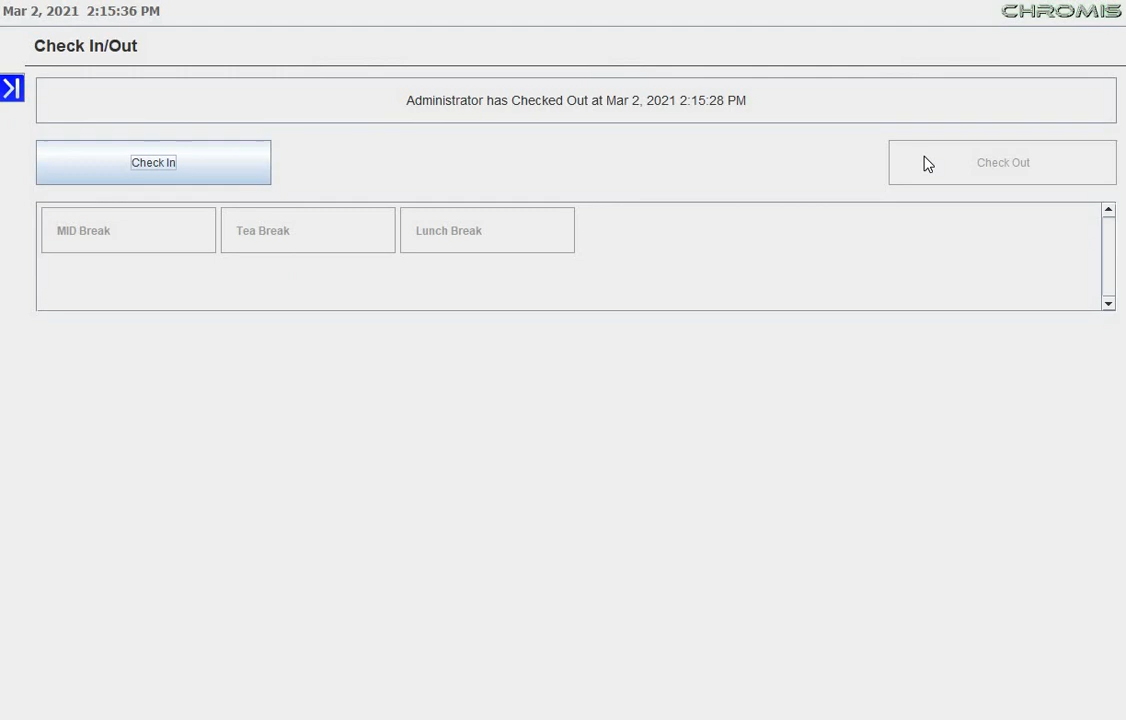 Mar 2, 2021 2:15:36 PM
CHROMIS
Check In/Out
Administrator has Checked Out at Mar 2, 2021 2:15:28 PM
Check In
Check Out
MID Break
Tea Break
Lunch Break